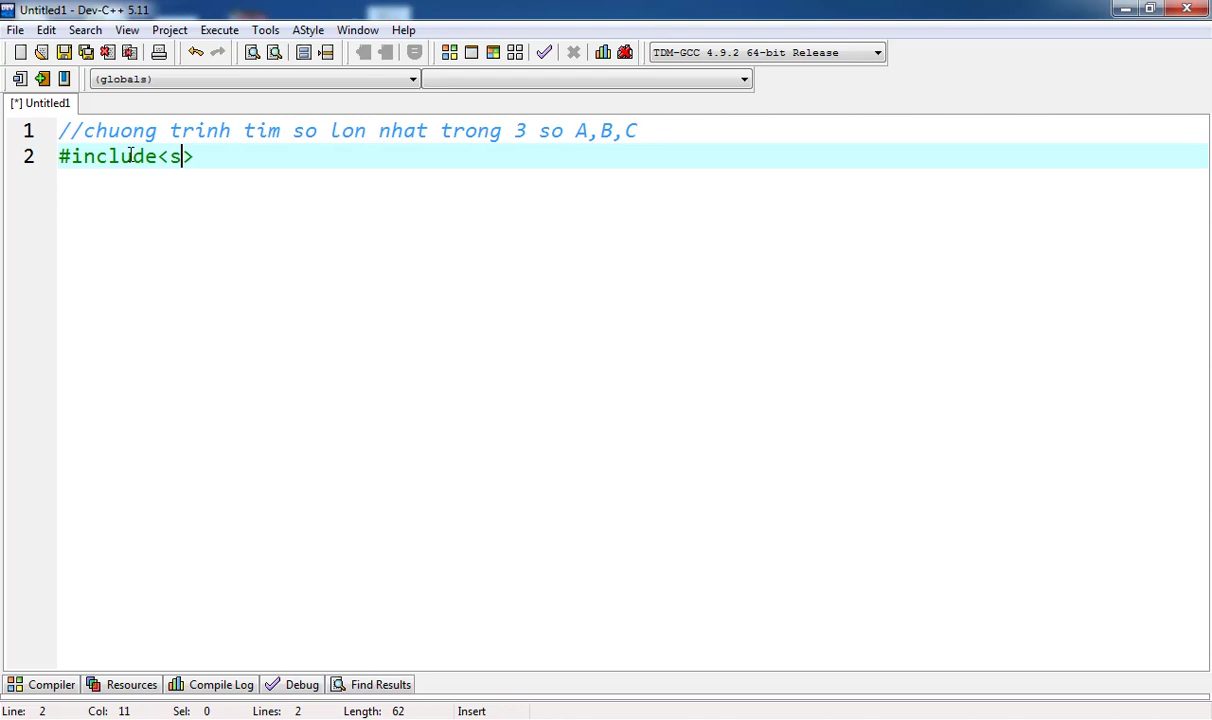 Untitled1 - Dev-C++ 5.11
File Edit Search View Project Execute Tools AStyle Window Help
TDM-GCC 4.9.2 64-bit Release
(globals)
[*] Untitled1
1 //chuong trinh tim so lon nhat trong 3 so A,B,C
2 #include<s>
Compiler Resources Compile Log Debug Find Results
Line: 2 Col: 11 Sel: 0 Lines: 2 Length: 62 Insert